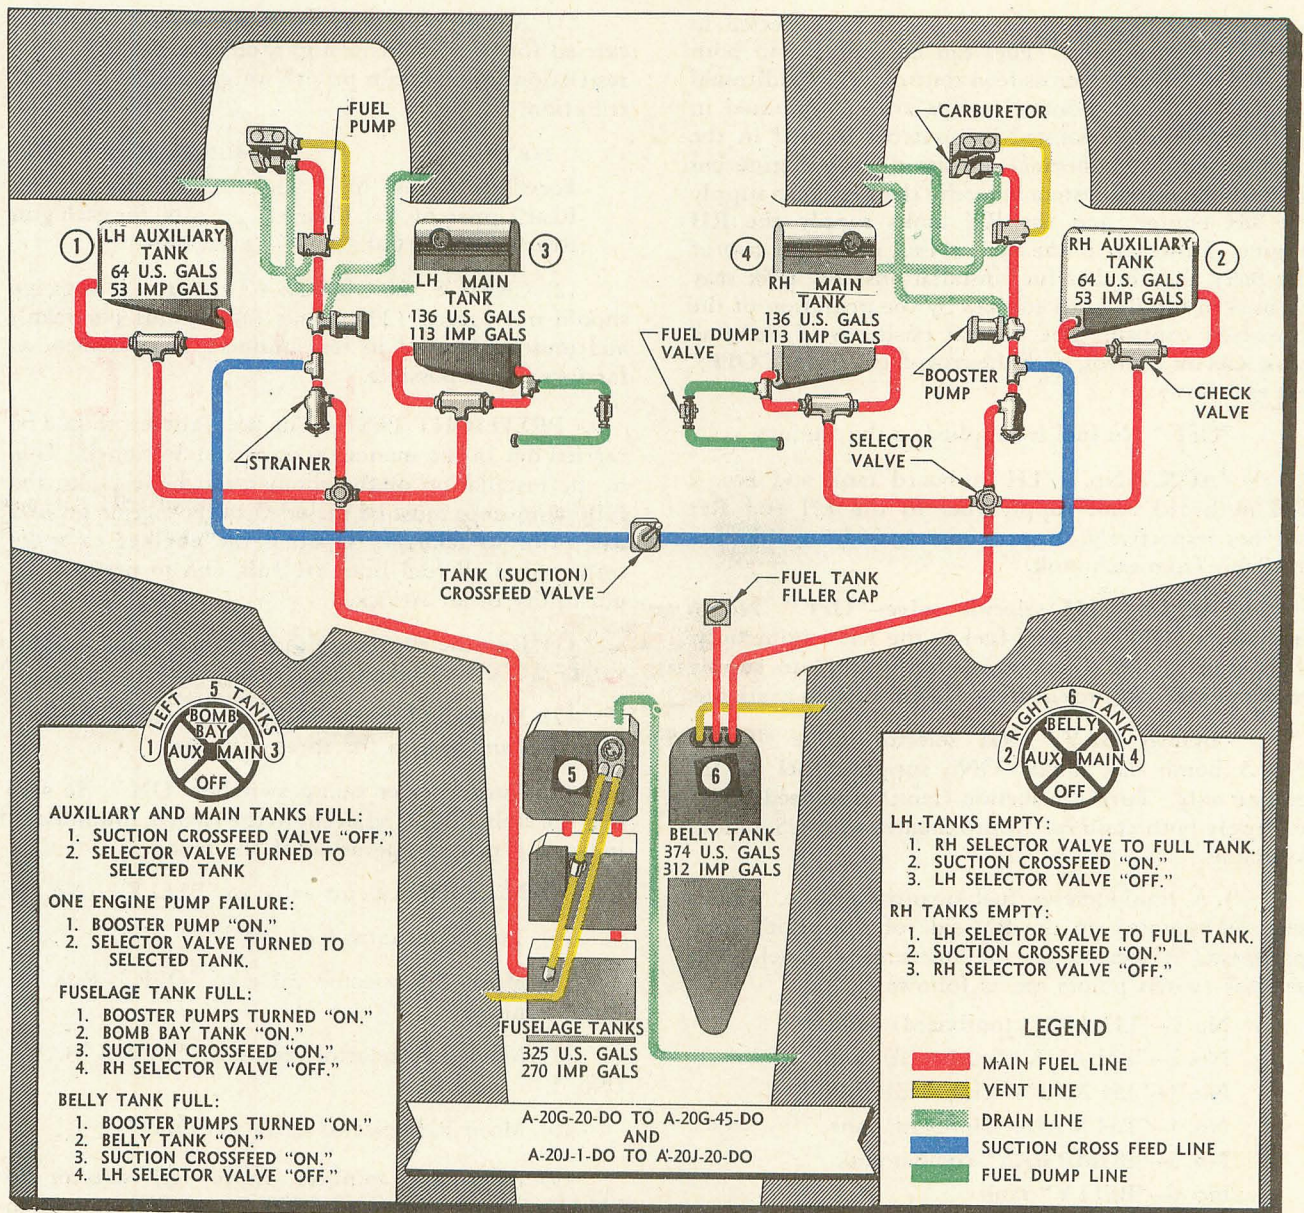 FUEL
PUMP
CARBURETOR
1
LH AUXILIARY
TANK
64 U.S. GALS
53 IMP GALS
3
LH MAIN
TANK
136 U.S. GALS
113 IMP GALS
4
RH MAIN
TANK
136 U.S. GALS
113 IMP GALS
2
RH AUXILIARY
TANK
64 U.S. GALS
53 IMP GALS
FUEL DUMP
VALVE
BOOSTER
PUMP
CHECK
VALVE
STRAINER
SELECTOR
VALVE
TANK (SUCTION)
CROSSFEED VALVE
FUEL TANK
FILLER CAP
5
6
BELLY TANK
374 U.S. GALS
312 IMP GALS
FUSELAGE TANKS
325 U.S. GALS
270 IMP GALS
1 LEFT 5 TANKS 3
BOMB
BAY
AUX MAIN
OFF
AUXILIARY AND MAIN TANKS FULL:
1. SUCTION CROSSFEED VALVE "OFF."
2. SELECTOR VALVE TURNED TO
SELECTED TANK
ONE ENGINE PUMP FAILURE:
1. BOOSTER PUMP "ON."
2. SELECTOR VALVE TURNED TO
SELECTED TANK.
FUSELAGE TANK FULL:
1. BOOSTER PUMPS TURNED "ON."
2. BOMB BAY TANK "ON."
3. SUCTION CROSSFEED "ON."
4. RH SELECTOR VALVE "OFF."
BELLY TANK FULL:
1. BOOSTER PUMPS TURNED "ON."
2. BELLY TANK "ON."
3. SUCTION CROSSFEED "ON."
4. LH SELECTOR VALVE "OFF."
A-20G-20-DO TO A-20G-45-DO
AND
A-20J-1-DO TO A-20J-20-DO
2 RIGHT 6 TANKS 4
BELLY
AUX MAIN
OFF
LH TANKS EMPTY:
1. RH SELECTOR VALVE TO FULL TANK.
2. SUCTION CROSSFEED "ON."
3. LH SELECTOR VALVE "OFF."
RH TANKS EMPTY:
1. LH SELECTOR VALVE TO FULL TANK.
2. SUCTION CROSSFEED "ON."
3. RH SELECTOR VALVE "OFF."
LEGEND
MAIN FUEL LINE
VENT LINE
DRAIN LINE
SUCTION CROSS FEED LINE
FUEL DUMP LINE